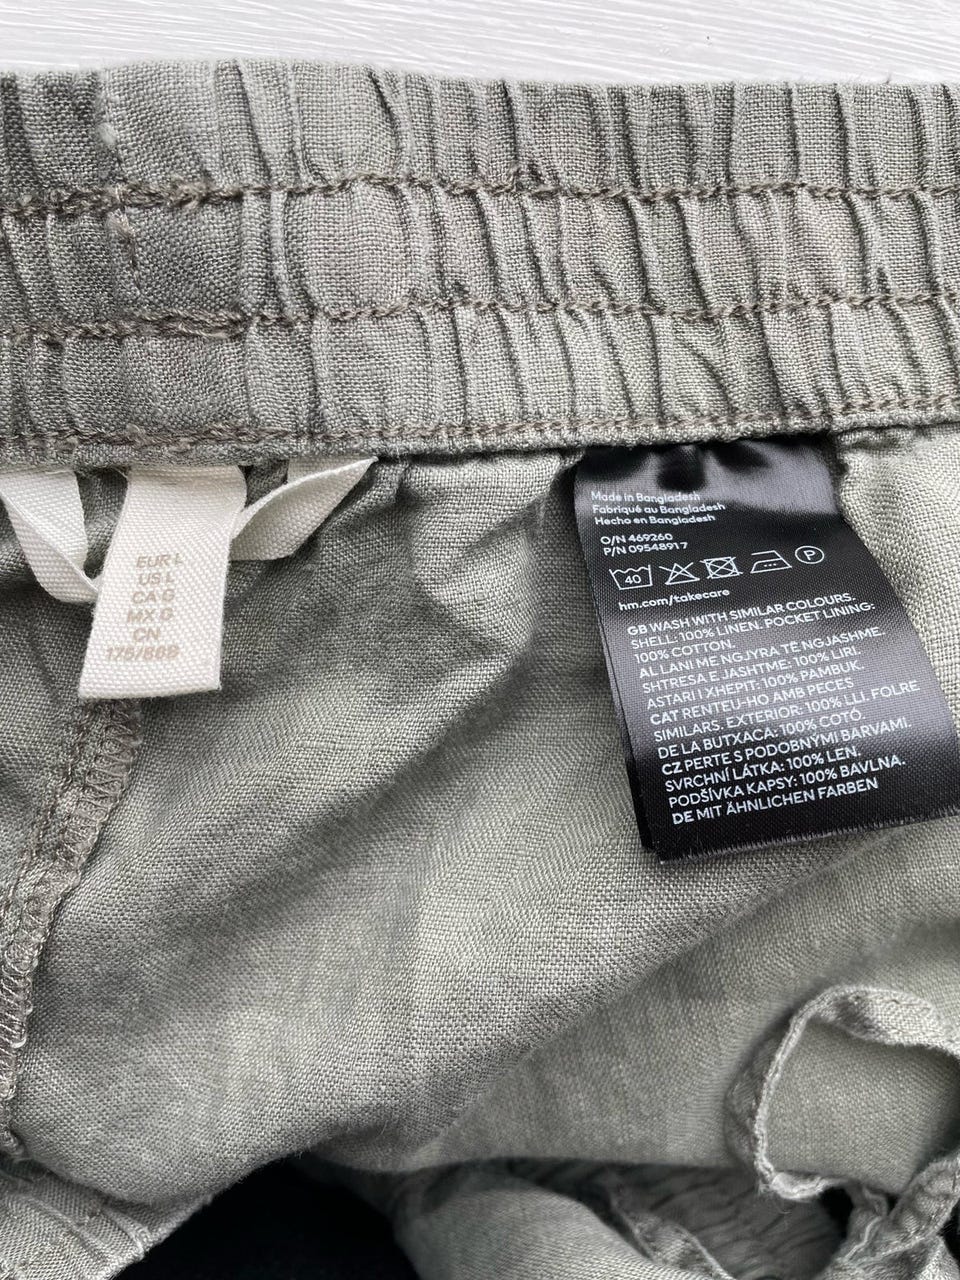 EUR L
US L
CA G
MX G
CN
175/88B
Made in Bangladesh
Fabriqué au Bangladesh
Hecho en Bangladesh
O/N 469260
P/N 09548917
40
P
hm.com/takecare
GB WASH WITH SIMILAR COLOURS.
SHELL: 100% LINEN. POCKET LINING:
100% COTTON.
AL LANI ME NGJYRA TË NGJASHME.
SHTRESA E JASHTME: 100% LIRI.
ASTARI I XHEPIT: 100% PAMBUK.
CAT RENTEU-HO AMB PECES
SIMILARS. EXTERIOR: 100% LLI. FOLRE
DE LA BUTXACA: 100% COTÓ.
CZ PERTE S PODOBNÝMI BARVAMI.
SVRCHNÍ LÁTKA: 100% LEN.
PODŠÍVKA KAPSY: 100% BAVLNA.
DE MIT ÄHNLICHEN FARBEN